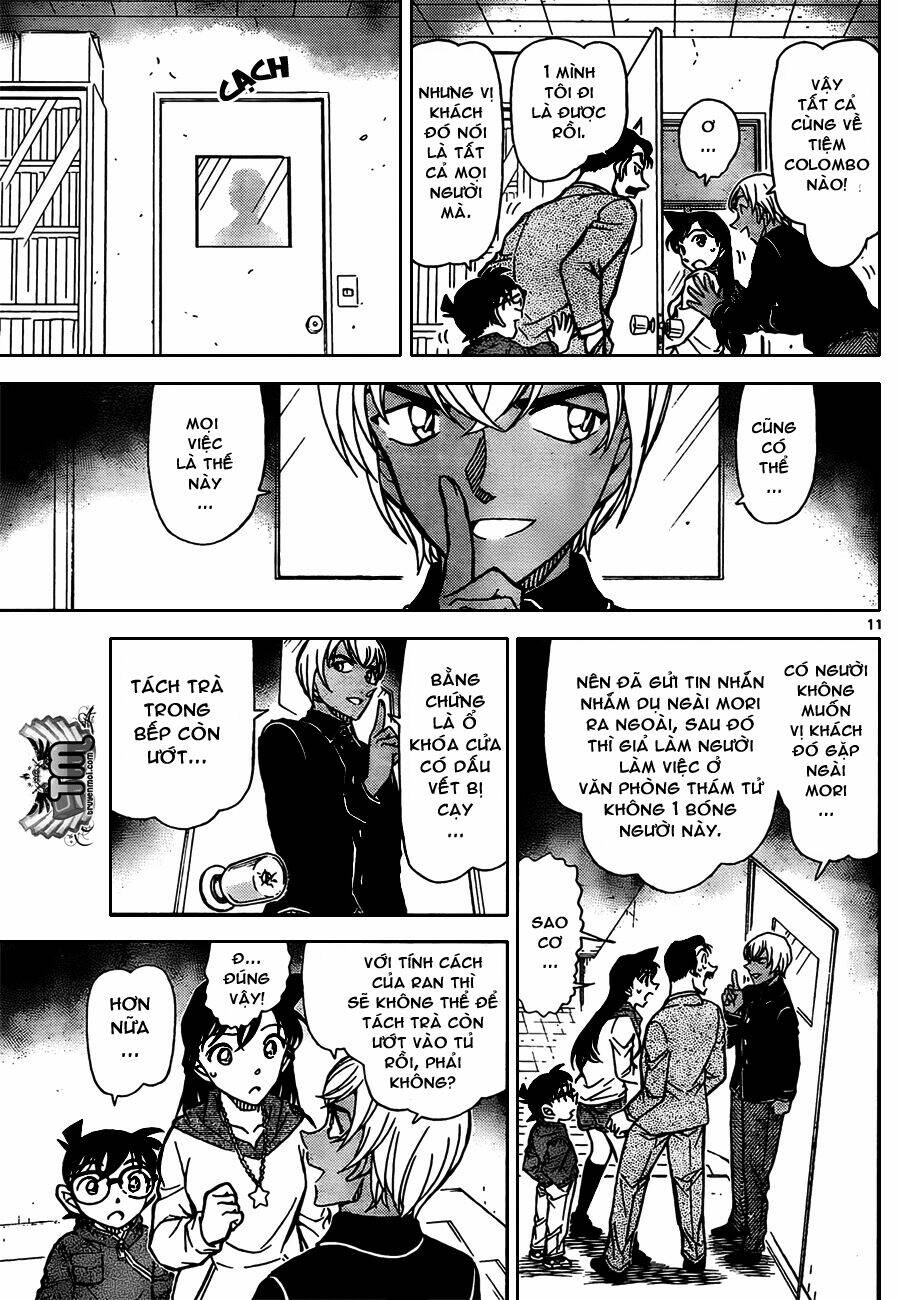 VẬY
TẤT CẢ
CÙNG VỀ
TIỆM
COLOMBO
NÀO!
Ơ
...
1 MÌNH
TÔI ĐI
LÀ ĐƯỢC
RỒI.
NHƯNG VỊ
KHÁCH
ĐÓ NÓI
LÀ TẤT
CẢ MỌI
NGƯỜI
MÀ.
CẠCH
CŨNG
CÓ
THỂ
...
MỌI
VIỆC
LÀ THẾ
NÀY
...
11
CÓ NGƯỜI
KHÔNG
MUỐN
VỊ KHÁCH
ĐÓ GẶP
NGÀI
MORI
...
NÊN ĐÃ GỬI TIN NHẮN
NHẰM DỤ NGÀI MORI
RA NGOÀI, SAU ĐÓ
THÌ GIẢ LÀM NGƯỜI
LÀM VIỆC Ở
VĂN PHÒNG THÁM TỬ
KHÔNG 1 BÓNG
NGƯỜI NÀY.
SAO
CƠ
...
BẰNG
CHỨNG
LÀ Ổ
KHÓA CỬA
CÓ DẤU
VẾT BỊ
CẠY
...
TÁCH TRÀ
TRONG
BẾP CÒN
ƯỚT...
TM
truyenmoi.com
VỚI TÍNH CÁCH
CỦA RAN THÌ
SẼ KHÔNG THỂ ĐỂ
TÁCH TRÀ CÒN
ƯỚT VÀO TỦ
RỒI, PHẢI
KHÔNG?
Đ...
ĐÚNG
VẬY!
HƠN
NỮA
...